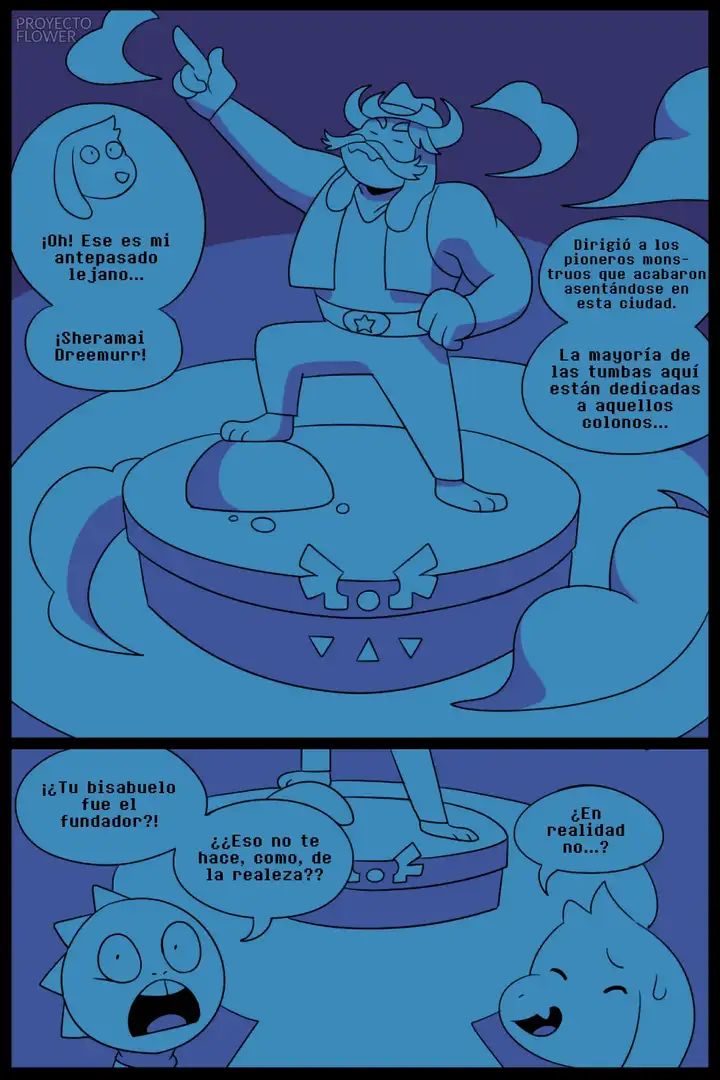 PROYECTO
FLOWER
¡Oh! Ese es mi
antepasado
lejano...
¡Sheramai
Dreemurr!
Dirigió a los
pioneros mons-
truos que acabaron
asentándose en
esta ciudad.
La mayoría de
las tumbas aquí
están dedicadas
a aquellos
colonos...
¡¿Tu bisabuelo
fue el
fundador?!
¿¿Eso no te
hace, como, de
la realeza??
¿En
realidad
no...?